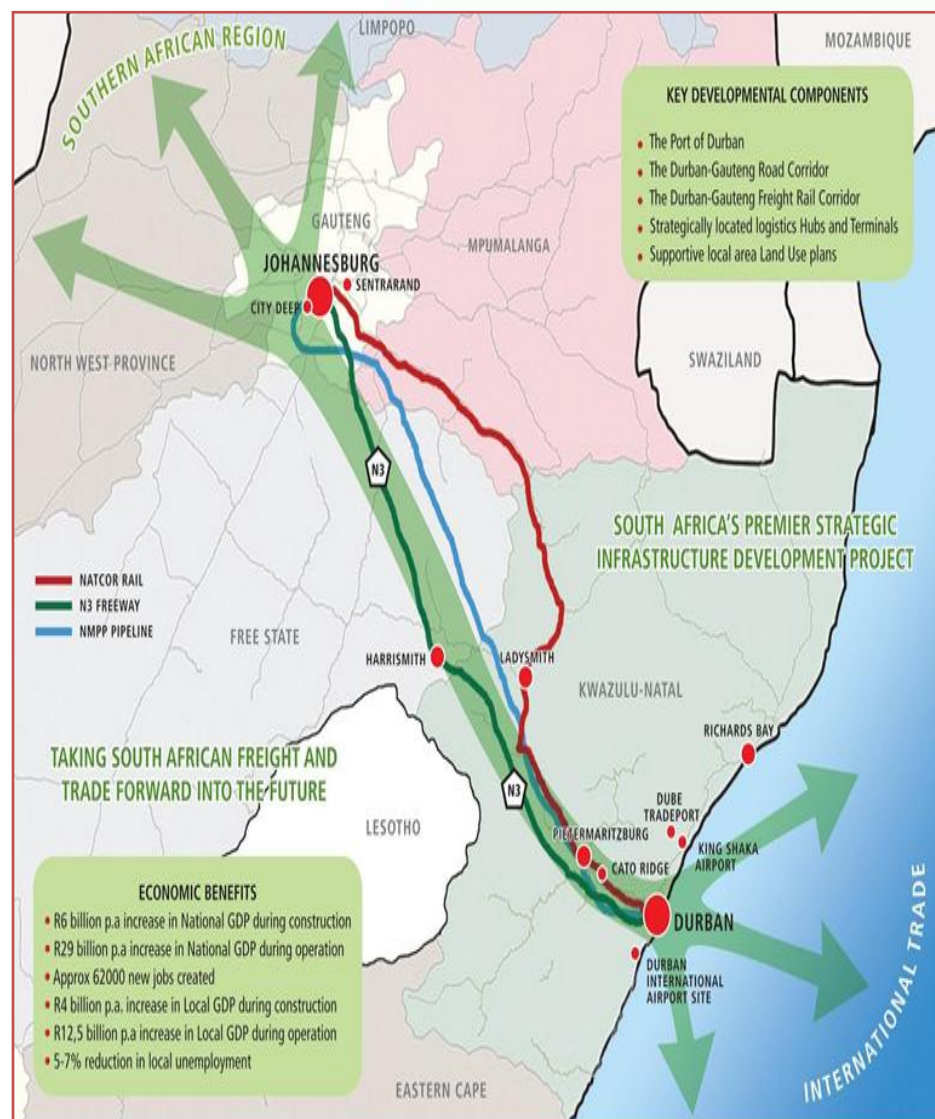 LIMPOPO
MOZAMBIQUE
SOUTHERN AFRICAN REGION
KEY DEVELOPMENTAL COMPONENTS
• The Port of Durban
• The Durban-Gauteng Road Corridor
• The Durban-Gauteng Freight Rail Corridor
• Strategically located logistics Hubs and Terminals
• Supportive local area Land Use plans
GAUTENG
MPUMALANGA
JOHANNESBURG
SENTRARAND
CITY DEEP
NORTH WEST PROVINCE
SWAZILAND
N3
SOUTH AFRICA'S PREMIER STRATEGIC
INFRASTRUCTURE DEVELOPMENT PROJECT
NATCOR RAIL
N3 FREEWAY
NMPP PIPELINE
FREE STATE
HARRISMITH
LADYSMITH
KWAZULU-NATAL
RICHARDS BAY
TAKING SOUTH AFRICAN FREIGHT AND
TRADE FORWARD INTO THE FUTURE
N3
LESOTHO
DUBE
TRADEPORT
KING SHAKA
AIRPORT
PIETERMARITZBURG
CATO RIDGE
DURBAN
DURBAN
INTERNATIONAL
AIRPORT SITE
ECONOMIC BENEFITS
• R6 billion p.a increase in National GDP during construction
• R29 billion p.a increase in National GDP during operation
• Approx 62000 new jobs created
• R4 billion p.a. increase in Local GDP during construction
• R12,5 billion p.a increase in Local GDP during operation
• 5-7% reduction in local unemployment
EASTERN CAPE
INTERNATIONAL TRADE